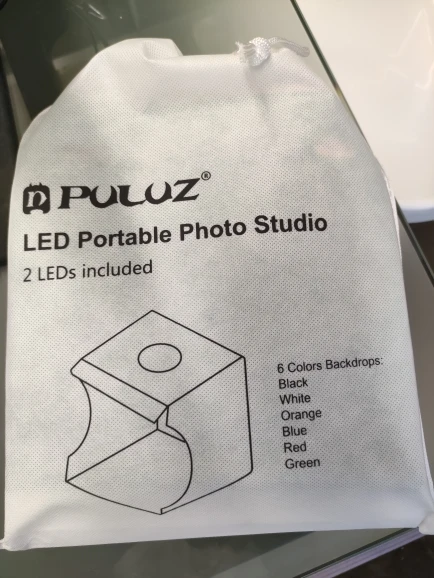 PULUZ®
LED Portable Photo Studio
2 LEDs included
6 Colors Backdrops:
Black
White
Orange
Blue
Red
Green